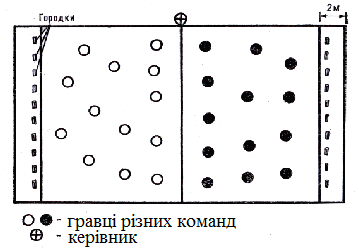 Городки
2м
- гравці різних команд
- керівник